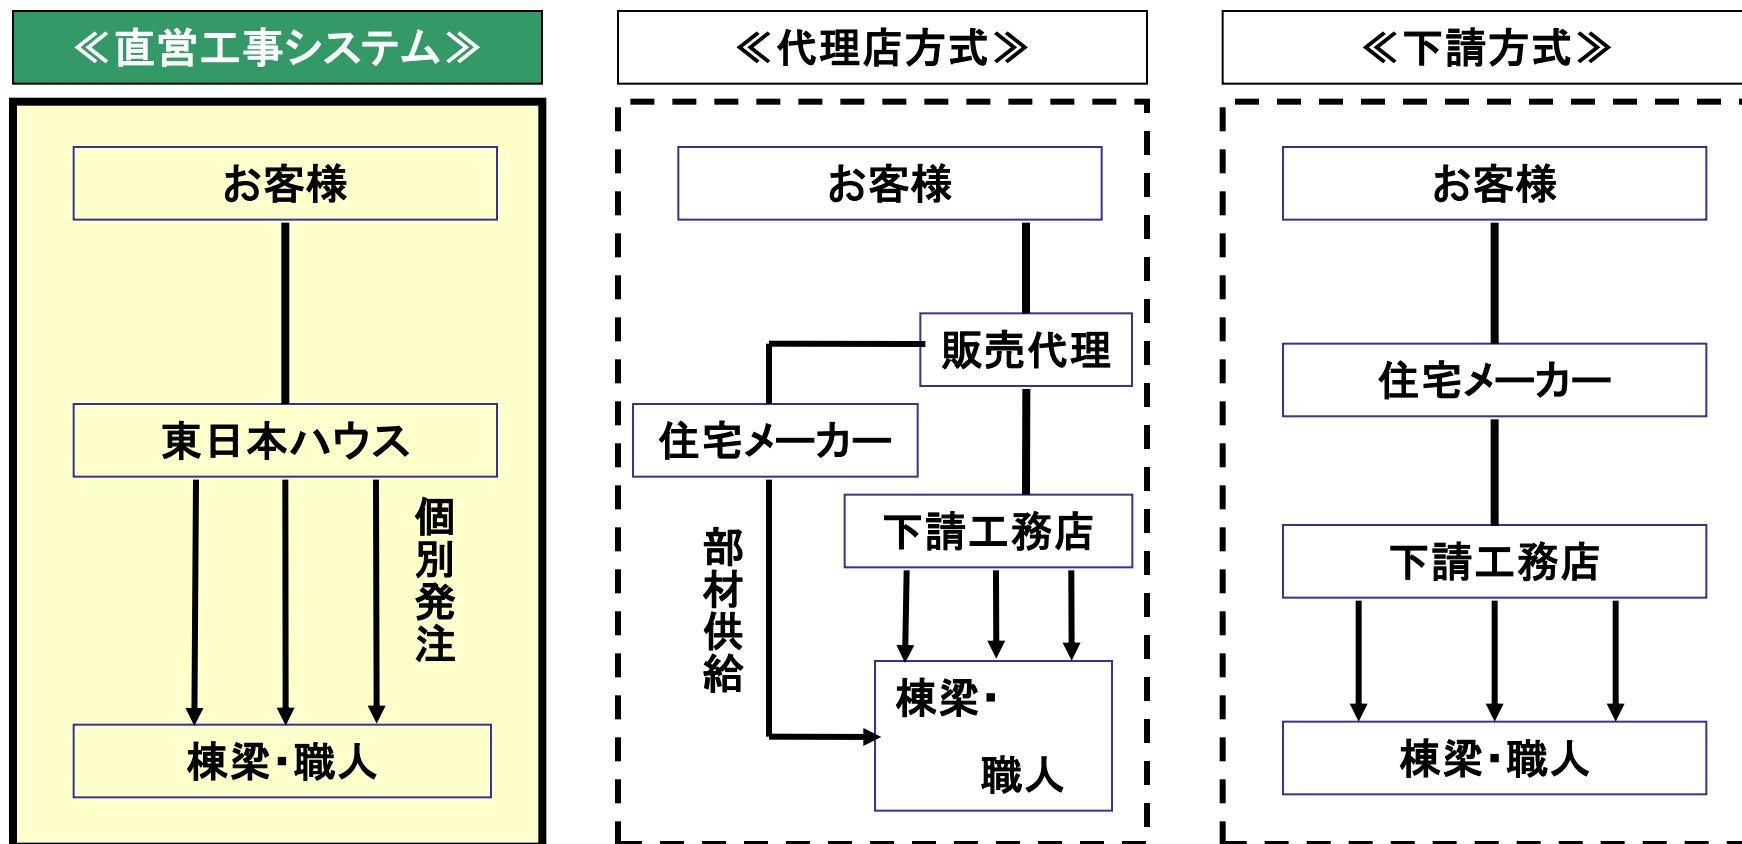 ≪直営工事システム≫
お客様
東日本ハウス
個別発注
棟梁・職人
≪代理店方式≫
お客様
販売代理
住宅メーカー
下請工務店
部材供給
棟梁・
職人
≪下請方式≫
お客様
住宅メーカー
下請工務店
棟梁・職人